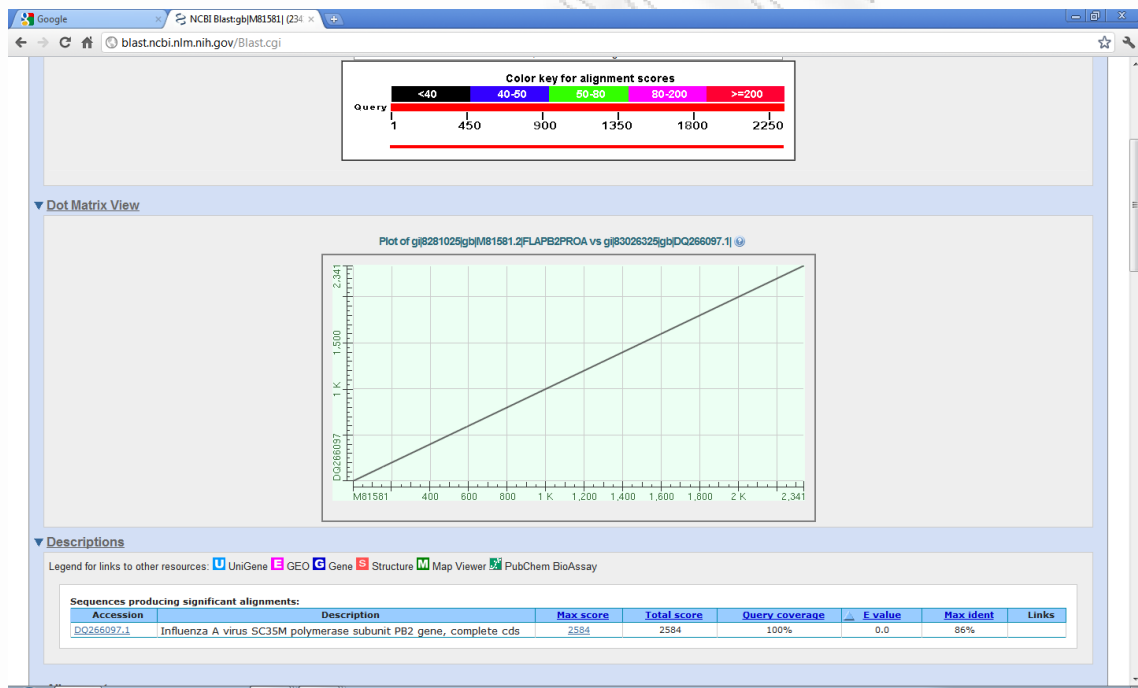 Google
NCBI Blast:gb|M81581| (234
blast.ncbi.nlm.nih.gov/Blast.cgi
Color key for alignment scores
<40 40-50 50-80 80-200 >=200
Query
1 450 900 1350 1800 2250
Dot Matrix View
Plot of gi|8281025|gb|M81581.2|FLAPB2PROA vs gi|83026325|gb|DQ266097.1|
2,341
1,500
1 K
DQ266097
M81581 400 600 800 1 K 1,200 1,400 1,600 1,800 2 K 2,341
Descriptions
Legend for links to other resources: U UniGene E GEO G Gene S Structure M Map Viewer PubChem BioAssay
Sequences producing significant alignments:
Accession Description Max score Total score Query coverage E value Max ident Links
DQ266097.1 Influenza A virus SC35M polymerase subunit PB2 gene, complete cds 2584 2584 100% 0.0 86%